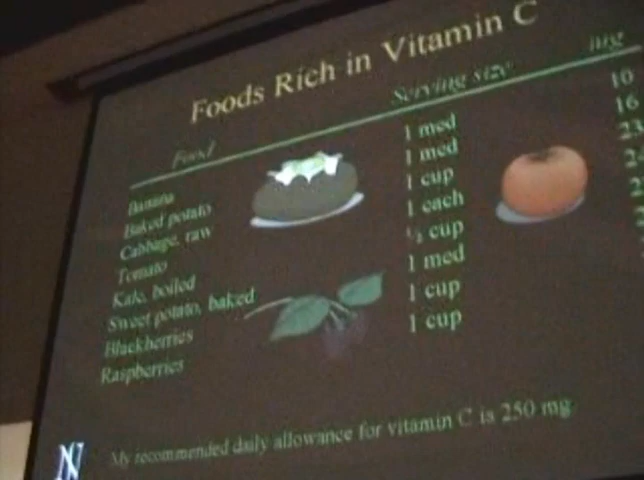 Foods Rich in Vitamin C
Food Serving size mg
Banana 1 med 10
Baked potato 1 med 16
Cabbage, raw 1 cup 23
Tomato 1 each
Kale, boiled ½ cup
Sweet potato, baked 1 med
Blackberries 1 cup
Raspberries 1 cup
My recommended daily allowance for vitamin C is 250 mg
N